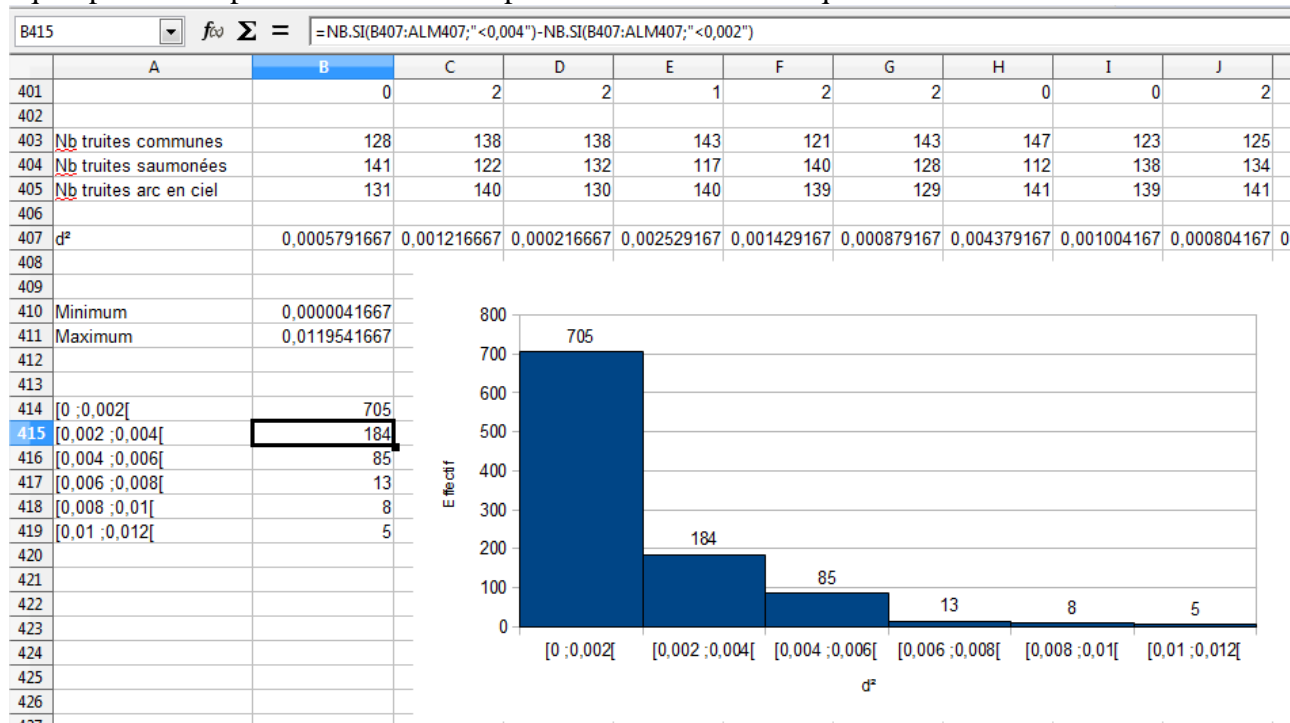 B415 f(x) Σ = =NB.SI(B407:ALM407;"<0,004")-NB.SI(B407:ALM407;"<0,002")
A B C D E F G H I J
401 0 2 2 1 2 2 0 0 2
402
403 Nb truites communes 128 138 138 143 121 143 147 123 125
404 Nb truites saumonées 141 122 132 117 140 128 112 138 134
405 Nb truites arc en ciel 131 140 130 140 139 129 141 139 141
406
407 d² 0,0005791667 0,001216667 0,000216667 0,002529167 0,001429167 0,000879167 0,004379167 0,001004167 0,000804167 0
408
409
410 Minimum 0,0000041667
411 Maximum 0,0119541667
412
413
414 [0 ;0,002[ 705
415 [0,002 ;0,004[ 184
416 [0,004 ;0,006[ 85
417 [0,006 ;0,008[ 13
418 [0,008 ;0,01[ 8
419 [0,01 ;0,012[ 5
420
421
422
423
424
425
426
800
700
600
500
400
300
200
100
0
Effectif
705
184
85
13
8
5
[0 ;0,002[ [0,002 ;0,004[ [0,004 ;0,006[ [0,006 ;0,008[ [0,008 ;0,01[ [0,01 ;0,012[
d²